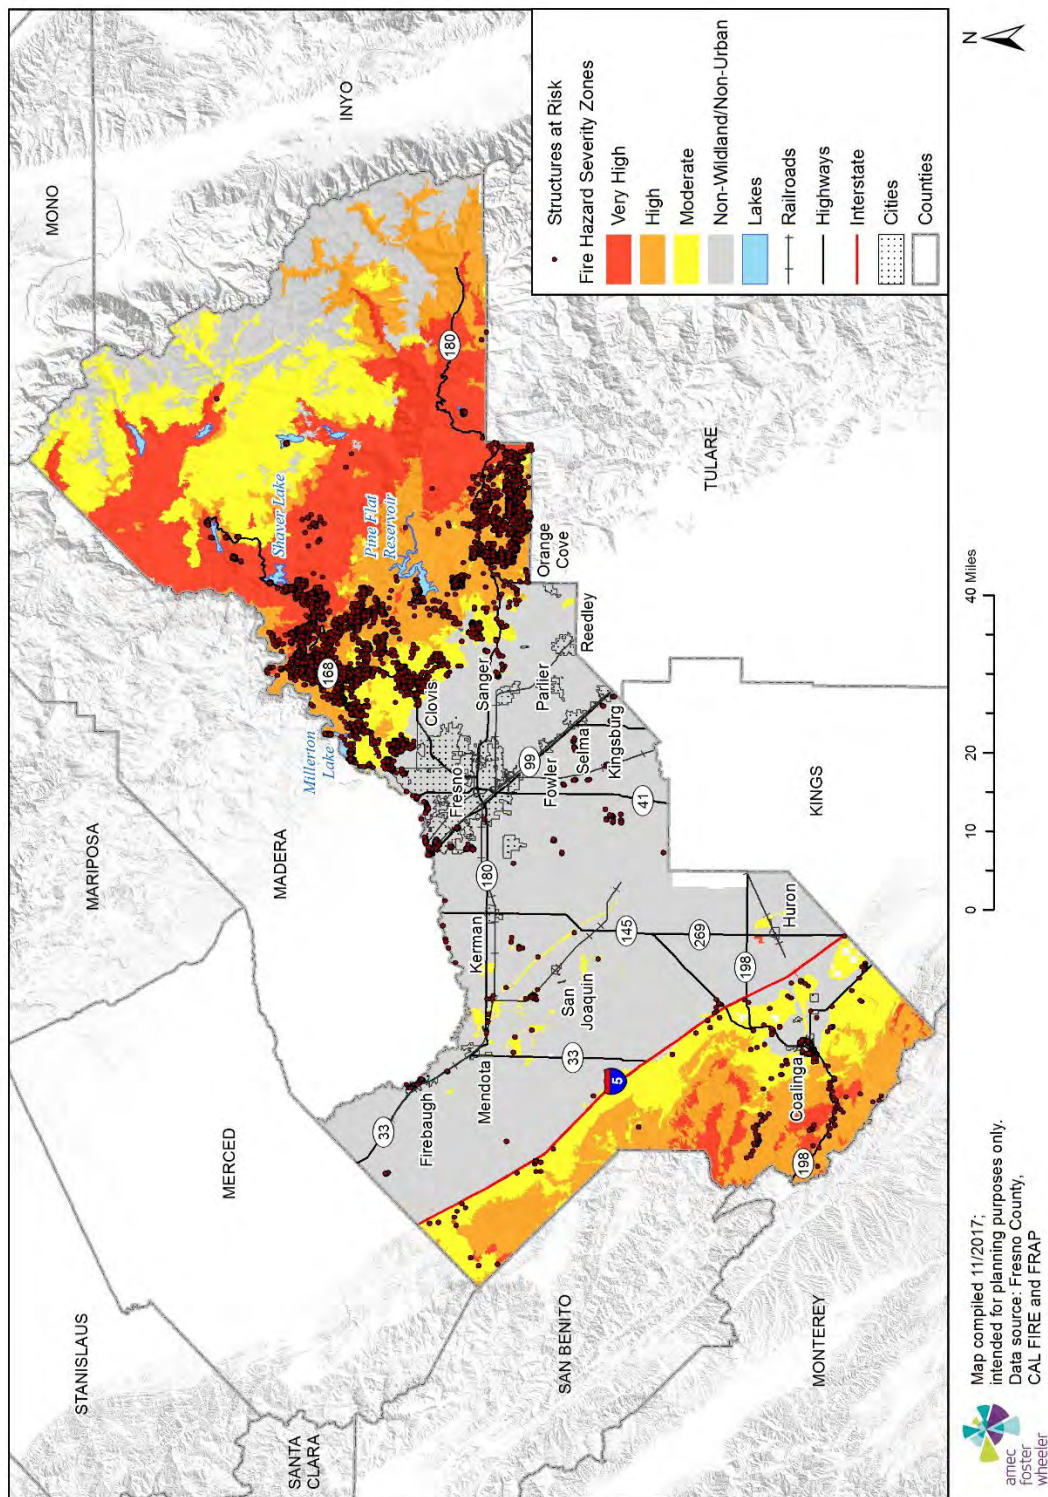 MONO
INYO
MARIPOSA
MADERA
MERCED
STANISLAUS
SANTA
CLARA
SAN BENITO
MONTEREY
KINGS
TULARE
Shaver Lake
Pine Flat
Reservoir
Millerton
Lake
168
180
Orange
Cove
Reedley
Clovis
Sanger
Parlier
Fresno
Fowler
Selma
Kingsburg
99
41
180
Kerman
145
269
198
Huron
San
Joaquin
33
Mendota
Firebaugh
33
5
Coalinga
198
Structures at Risk
Fire Hazard Severity Zones
Very High
High
Moderate
Non-Wildland/Non-Urban
Lakes
Railroads
Highways
Interstate
Cities
Counties
N
0
10
20
40 Miles
amec
foster
wheeler
Map compiled 11/2017;
intended for planning purposes only.
Data source: Fresno County,
CAL FIRE and FRAP